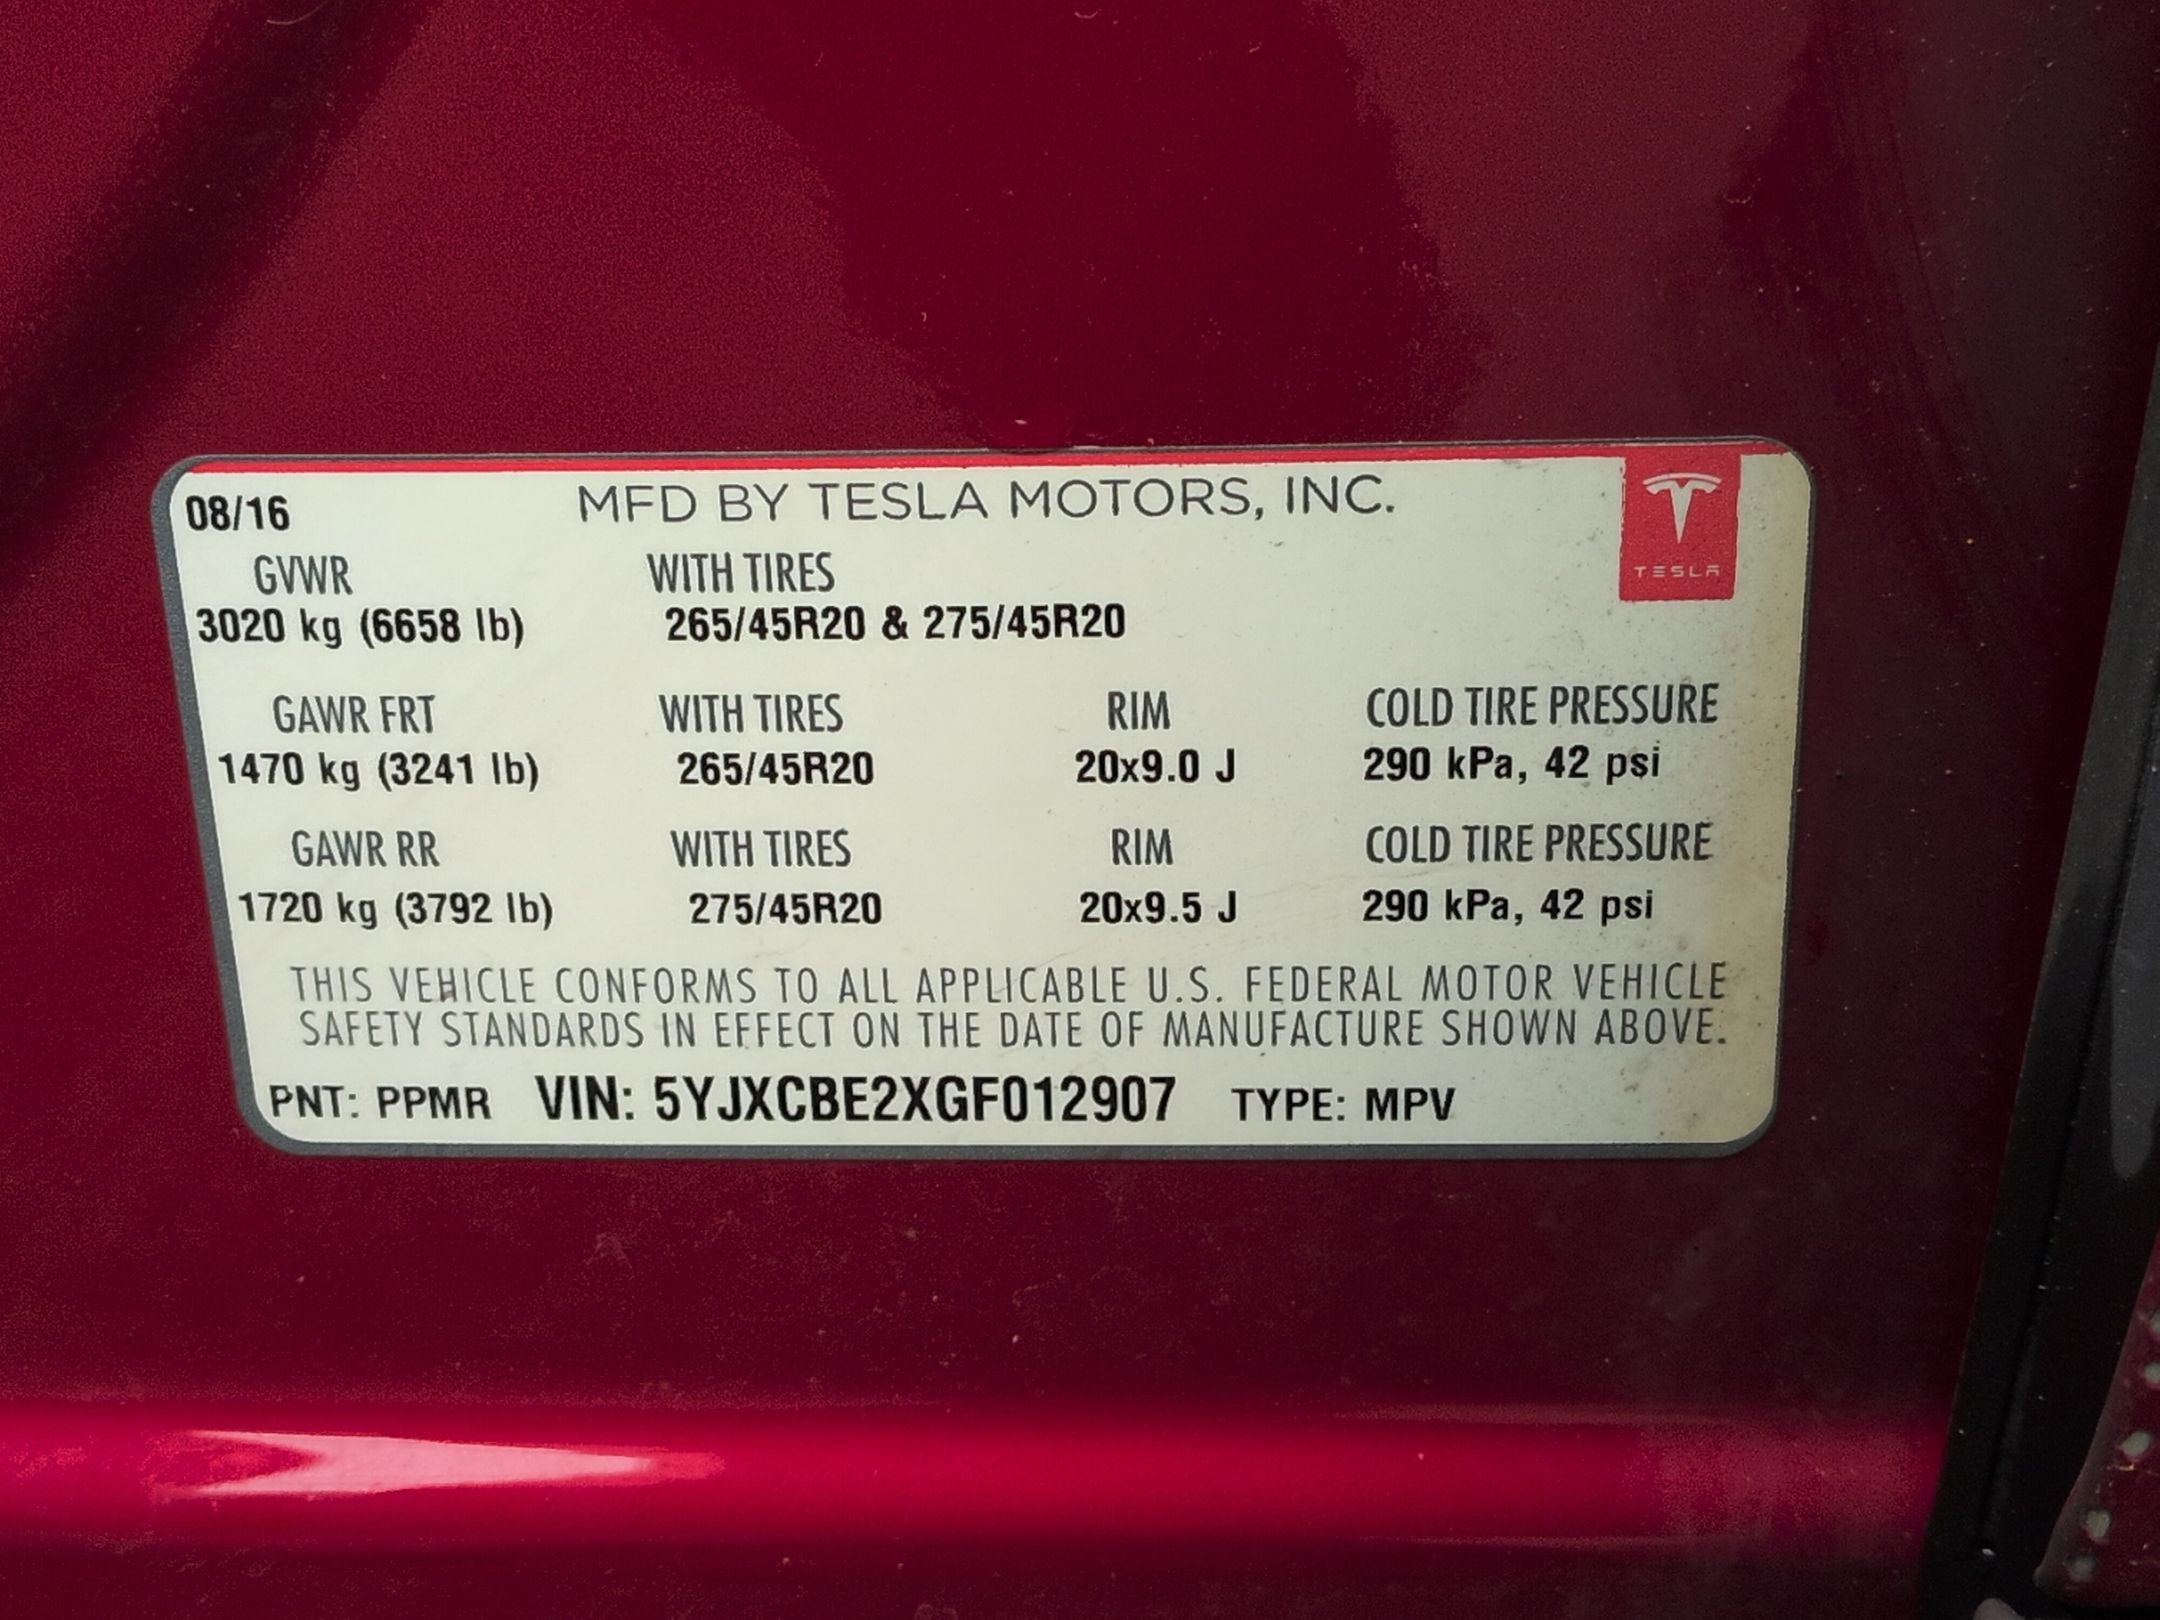 08/16 MFD BY TESLA MOTORS, INC.
TESLA
GVWR WITH TIRES
3020 kg (6658 lb) 265/45R20 & 275/45R20
GAWR FRT WITH TIRES RIM COLD TIRE PRESSURE
1470 kg (3241 lb) 265/45R20 20x9.0 J 290 kPa, 42 psi
GAWR RR WITH TIRES RIM COLD TIRE PRESSURE
1720 kg (3792 lb) 275/45R20 20x9.5 J 290 kPa, 42 psi
THIS VEHICLE CONFORMS TO ALL APPLICABLE U.S. FEDERAL MOTOR VEHICLE
SAFETY STANDARDS IN EFFECT ON THE DATE OF MANUFACTURE SHOWN ABOVE.
PNT: PPMR VIN: 5YJXCBE2XGF012907 TYPE: MPV